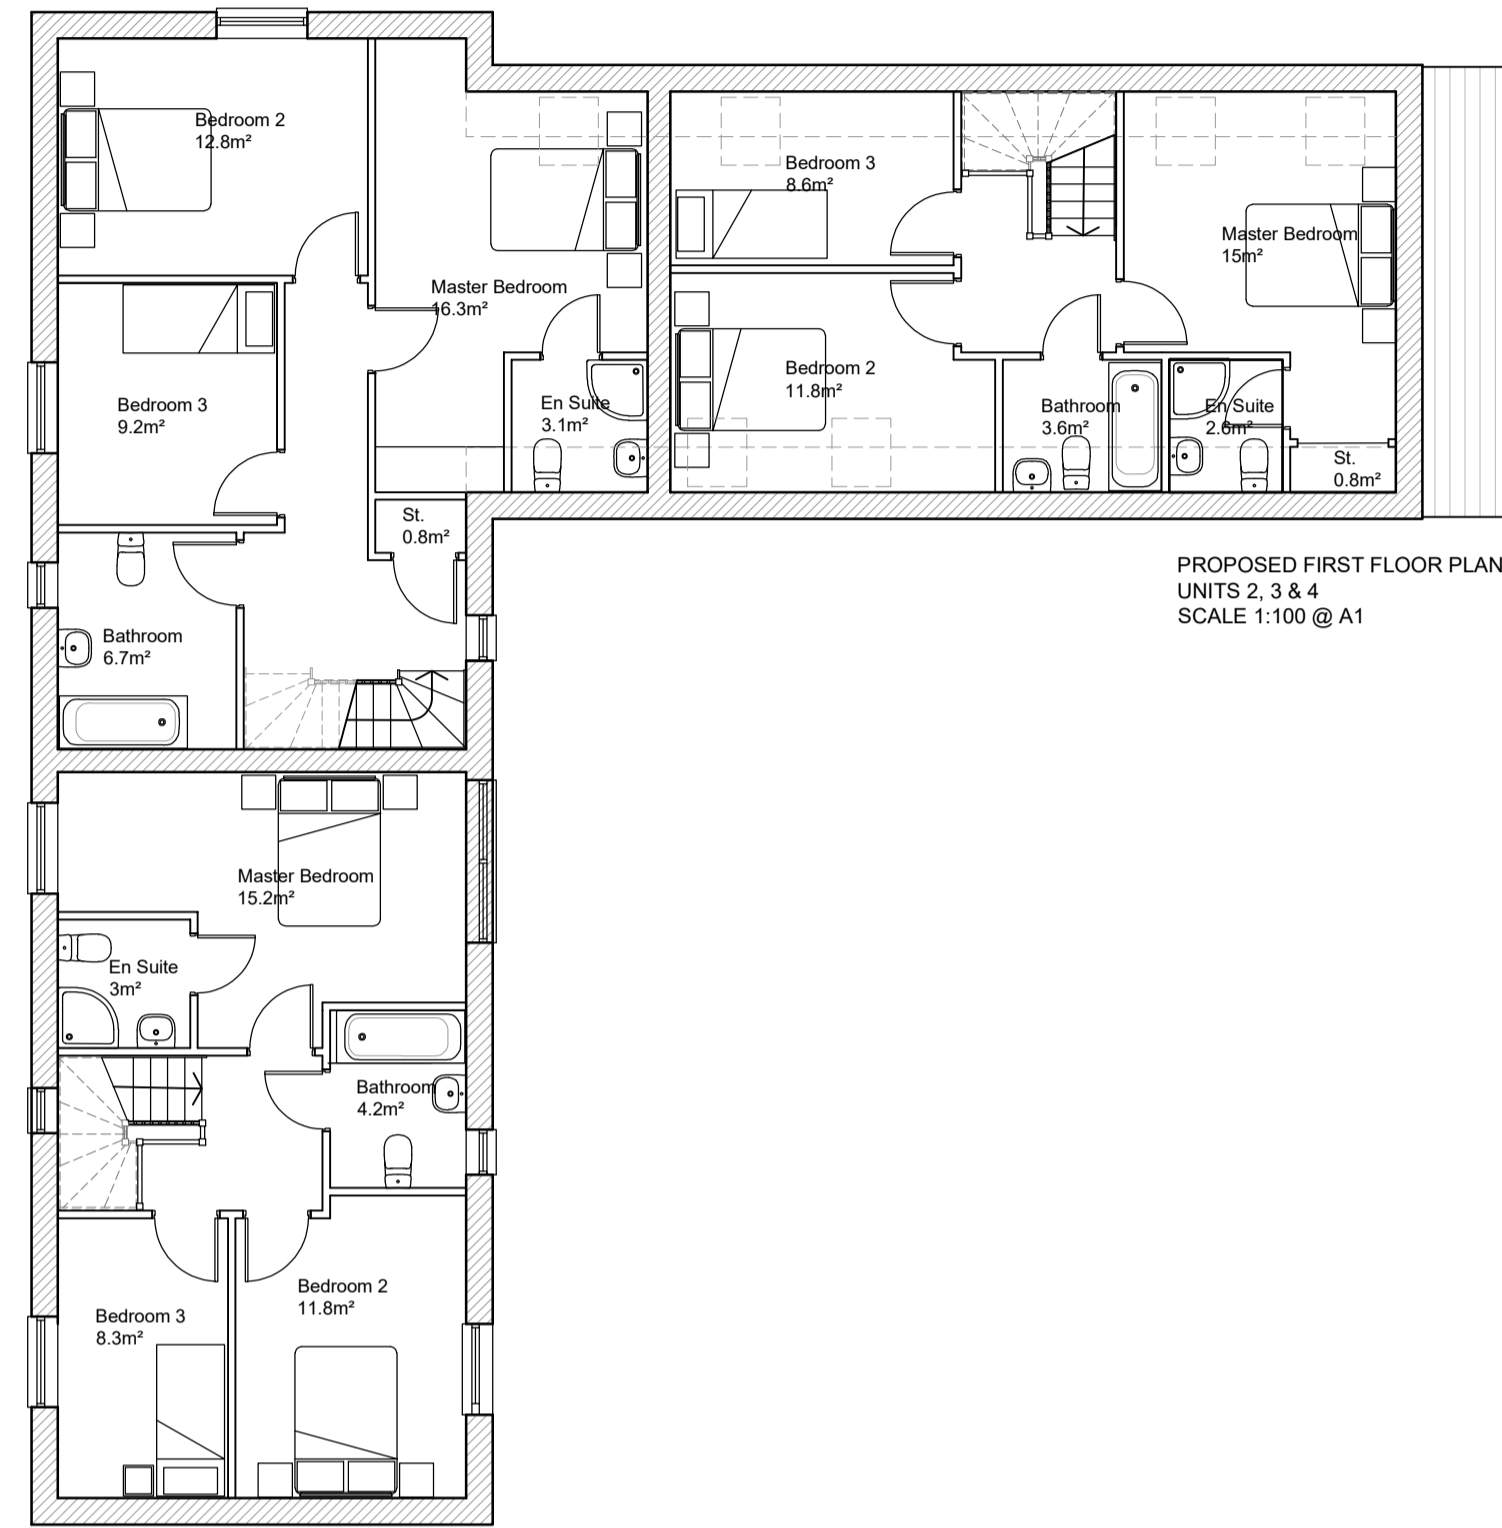 Bedroom 2
12.8m²
Master Bedroom
16.3m²
Bedroom 3
9.2m²
En Suite
3.1m²
St.
0.8m²
Bathroom
6.7m²
Bedroom 3
8.6m²
Bedroom 2
11.8m²
Master Bedroom
15m²
Bathroom
3.6m²
En Suite
2.6m²
St.
0.8m²
PROPOSED FIRST FLOOR PLAN
UNITS 2, 3 & 4
SCALE 1:100 @ A1
Master Bedroom
15.2m²
En Suite
3m²
Bathroom
4.2m²
Bedroom 2
11.8m²
Bedroom 3
8.3m²